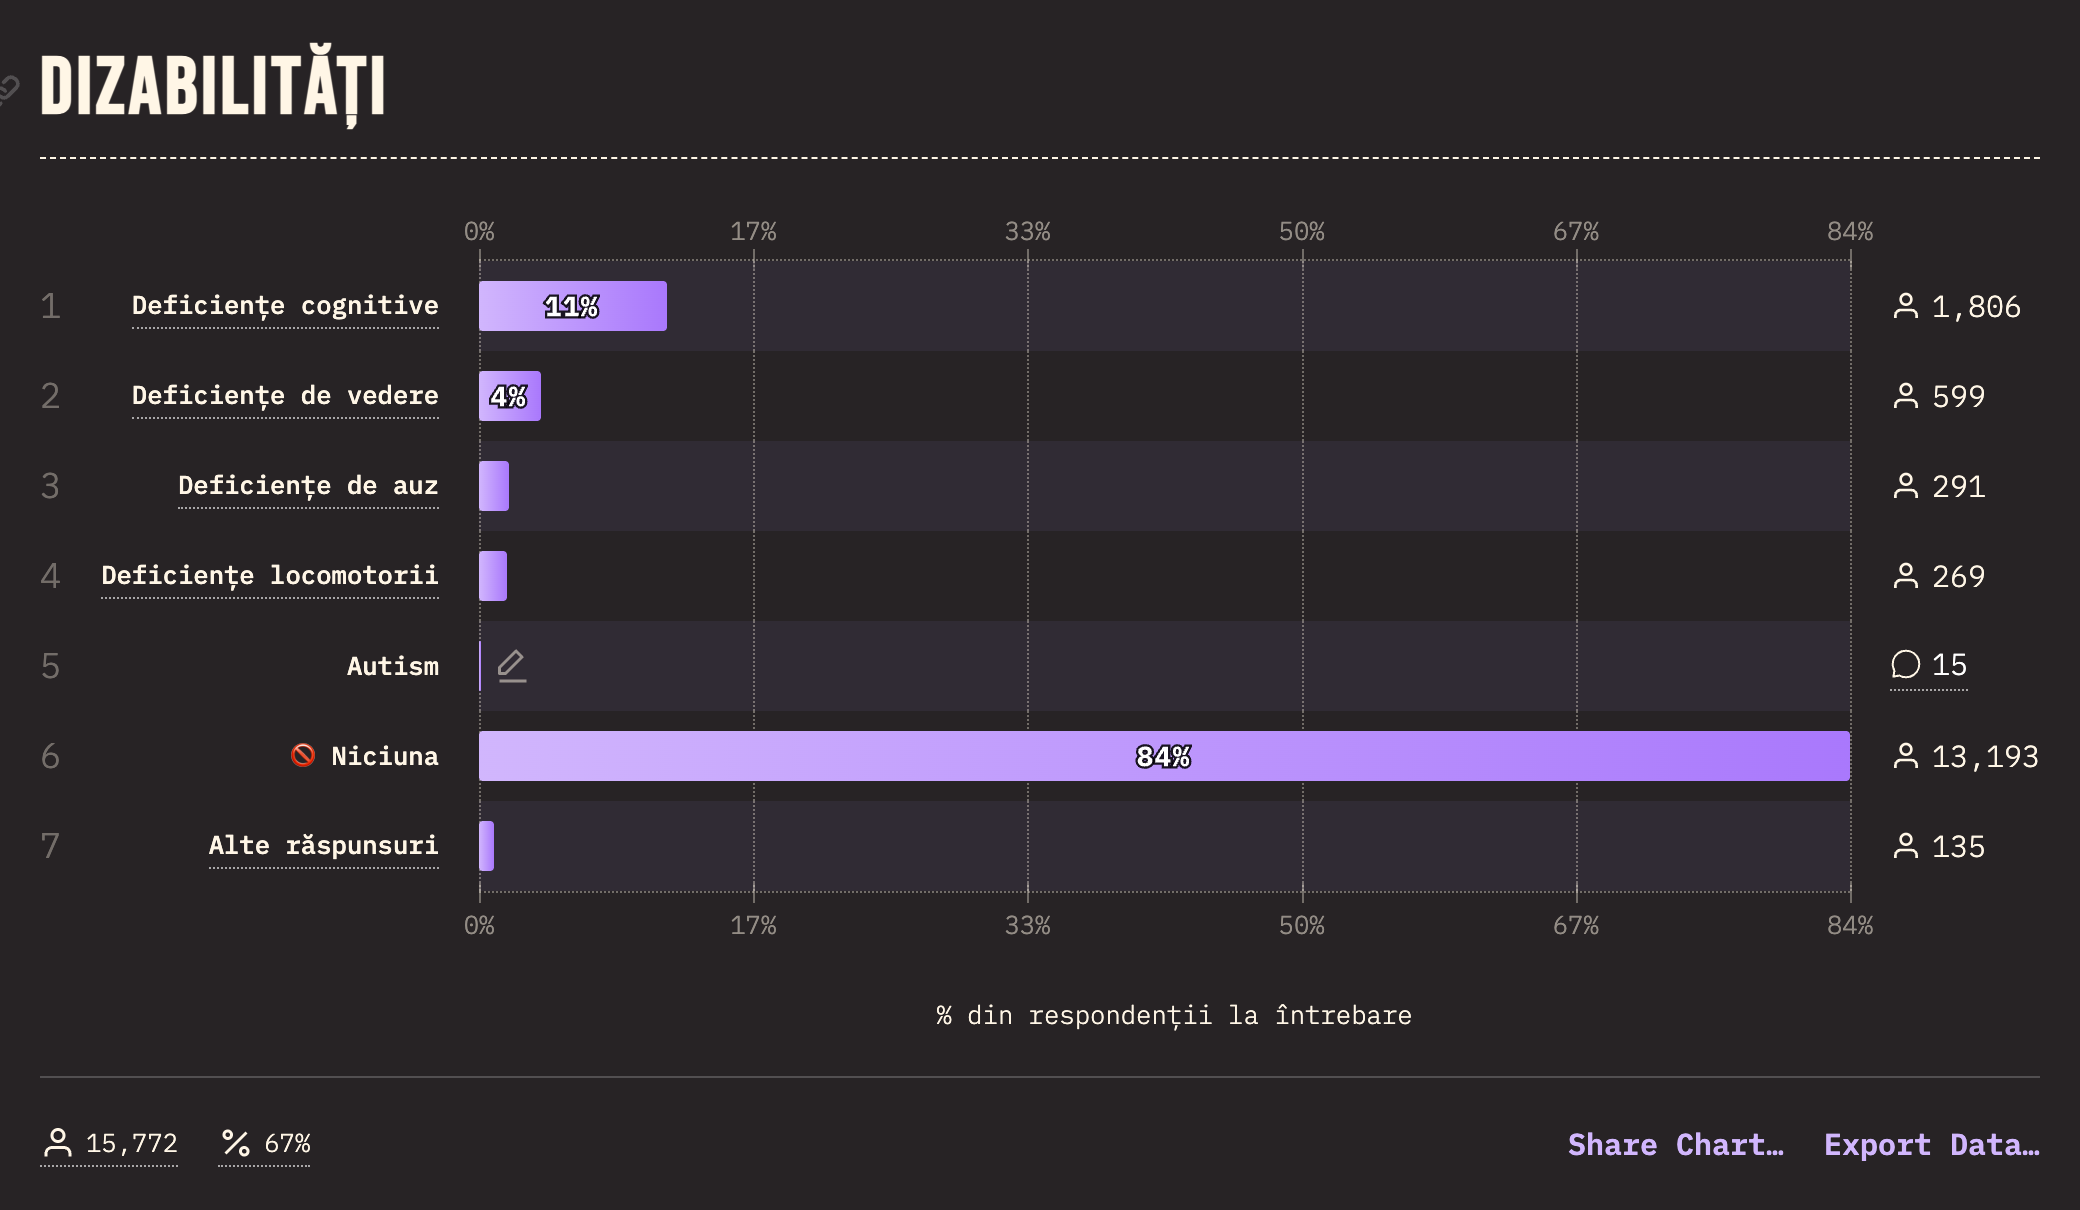 DIZABILITĂȚI
0% 17% 33% 50% 67% 84%
1 Deficiențe cognitive 11% 1,806
2 Deficiențe de vedere 4% 599
3 Deficiențe de auz 291
4 Deficiențe locomotorii 269
5 Autism 15
6 Niciuna 84% 13,193
7 Alte răspunsuri 135
0% 17% 33% 50% 67% 84%
% din respondenții la întrebare
15,772 67% Share Chart… Export Data…